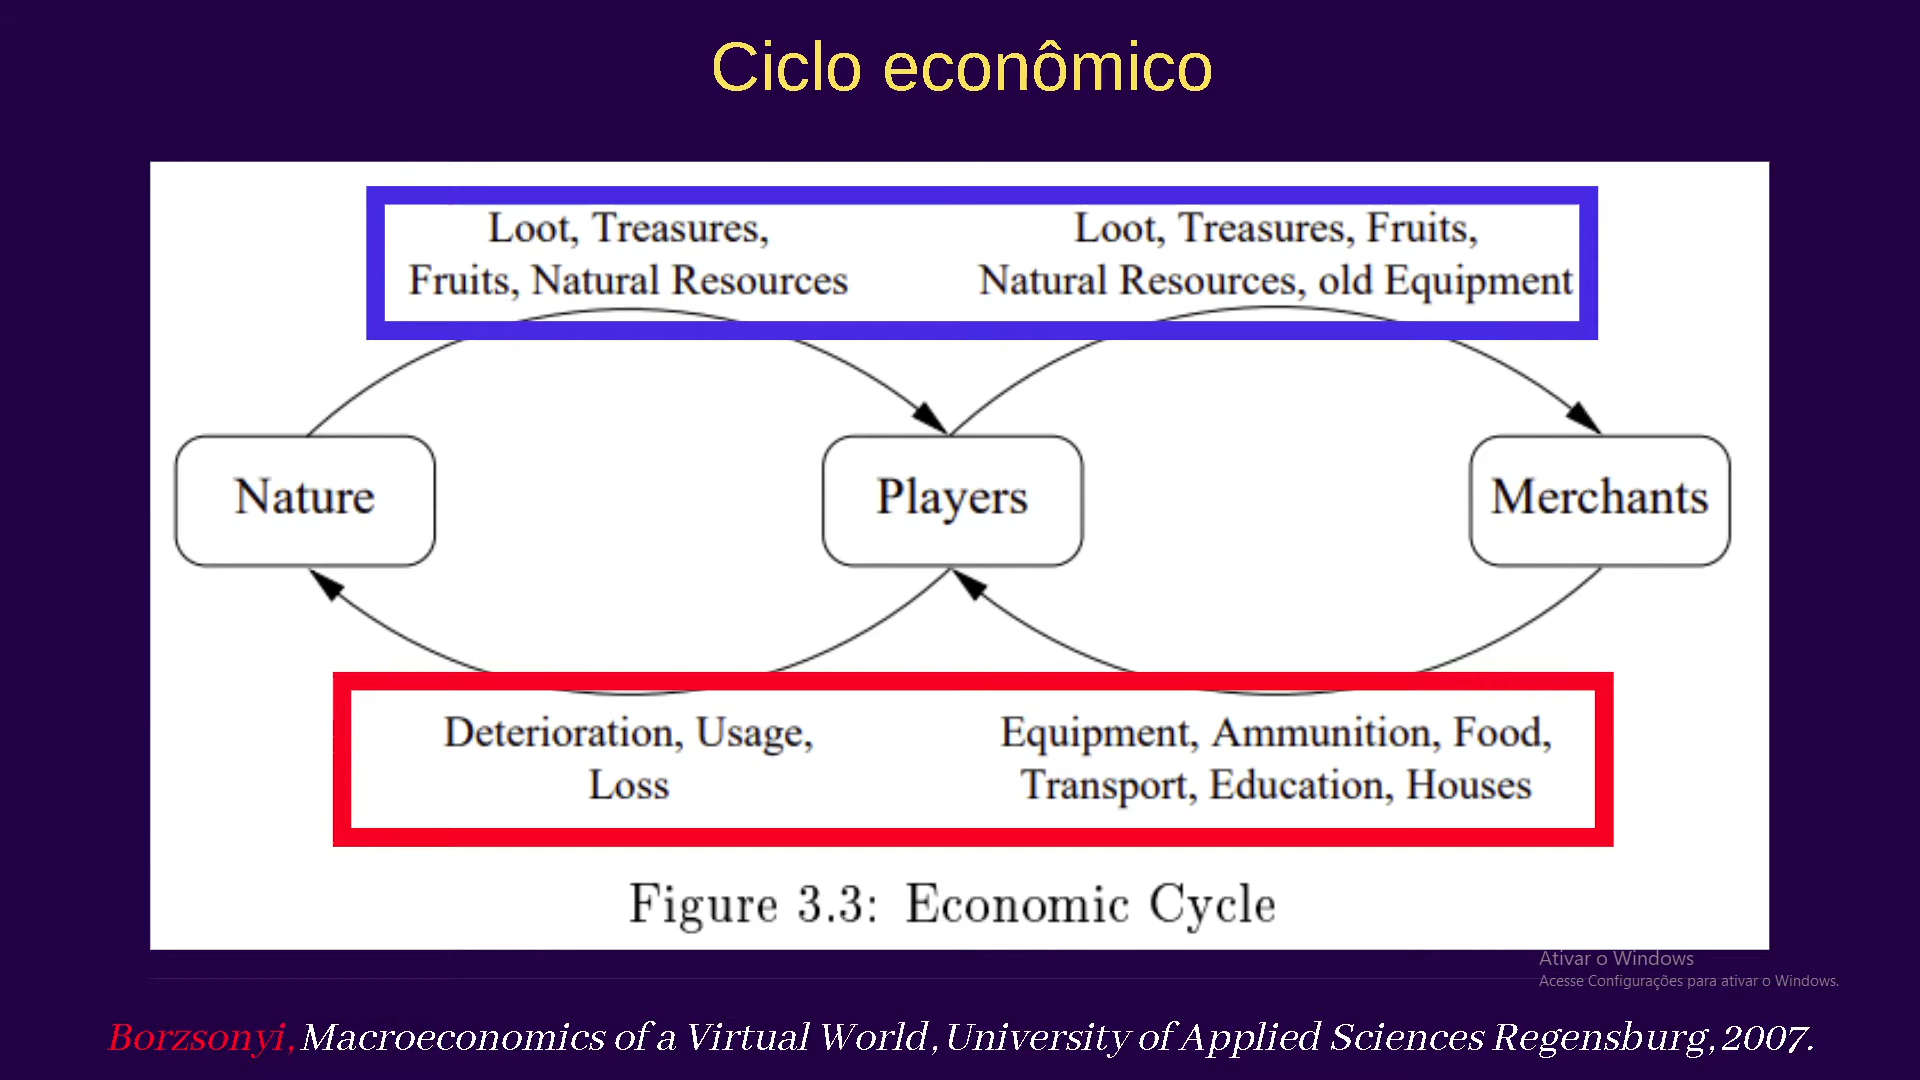 Ciclo econômico
Loot, Treasures,
Fruits, Natural Resources
Loot, Treasures, Fruits,
Natural Resources, old Equipment
Nature
Players
Merchants
Deterioration, Usage,
Loss
Equipment, Ammunition, Food,
Transport, Education, Houses
Figure 3.3: Economic Cycle
Ativar o Windows
Acesse Configurações para ativar o Windows.
Borzsonyi, Macroeconomics of a Virtual World, University of Applied Sciences Regensburg, 2007.